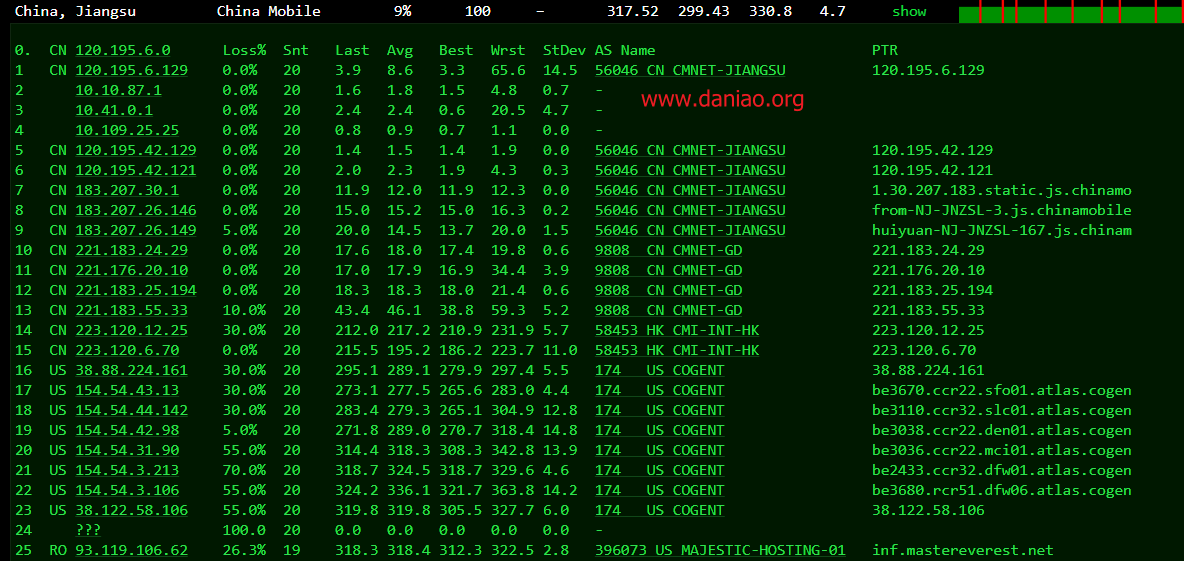 China, Jiangsu China Mobile 9% 100 – 317.52 299.43 330.8 4.7 show
0. CN 120.195.6.0 Loss% Snt Last Avg Best Wrst StDev AS Name PTR
1 CN 120.195.6.129 0.0% 20 3.9 8.6 3.3 65.6 14.5 56046 CN CMNET-JIANGSU 120.195.6.129
2 10.10.87.1 0.0% 20 1.6 1.8 1.5 4.8 0.7 -
www.daniao.org
3 10.41.0.1 0.0% 20 2.4 2.4 0.6 20.5 4.7 -
4 10.109.25.25 0.0% 20 0.8 0.9 0.7 1.1 0.0 -
5 CN 120.195.42.129 0.0% 20 1.4 1.5 1.4 1.9 0.0 56046 CN CMNET-JIANGSU 120.195.42.129
6 CN 120.195.42.121 0.0% 20 2.0 2.3 1.9 4.3 0.3 56046 CN CMNET-JIANGSU 120.195.42.121
7 CN 183.207.30.1 0.0% 20 11.9 12.0 11.9 12.3 0.0 56046 CN CMNET-JIANGSU 1.30.207.183.static.js.chinamo
8 CN 183.207.26.146 0.0% 20 15.0 15.2 15.0 16.3 0.2 56046 CN CMNET-JIANGSU from-NJ-JNZSL-3.js.chinamobile
9 CN 183.207.26.149 5.0% 20 20.0 14.5 13.7 20.0 1.5 56046 CN CMNET-JIANGSU huiyuan-NJ-JNZSL-167.js.chinam
10 CN 221.183.24.29 0.0% 20 17.6 18.0 17.4 19.8 0.6 9808 CN CMNET-GD 221.183.24.29
11 CN 221.176.20.10 0.0% 20 17.0 17.9 16.9 34.4 3.9 9808 CN CMNET-GD 221.176.20.10
12 CN 221.183.25.194 0.0% 20 18.3 18.3 18.0 21.4 0.6 9808 CN CMNET-GD 221.183.25.194
13 CN 221.183.55.33 10.0% 20 43.4 46.1 38.8 59.3 5.2 9808 CN CMNET-GD 221.183.55.33
14 CN 223.120.12.25 30.0% 20 212.0 217.2 210.9 231.9 5.7 58453 HK CMI-INT-HK 223.120.12.25
15 CN 223.120.6.70 0.0% 20 215.5 195.2 186.2 223.7 11.0 58453 HK CMI-INT-HK 223.120.6.70
16 US 38.88.224.161 30.0% 20 295.1 289.1 279.9 297.4 5.5 174 US COGENT 38.88.224.161
17 US 154.54.43.13 30.0% 20 273.1 277.5 265.6 283.0 4.4 174 US COGENT be3670.ccr22.sfo01.atlas.cogen
18 US 154.54.44.142 30.0% 20 283.4 279.3 265.1 304.9 12.8 174 US COGENT be3110.ccr32.slc01.atlas.cogen
19 US 154.54.42.98 5.0% 20 271.8 289.0 270.7 318.4 14.8 174 US COGENT be3038.ccr22.den01.atlas.cogen
20 US 154.54.31.90 55.0% 20 314.4 318.3 308.3 342.8 13.9 174 US COGENT be3036.ccr22.mci01.atlas.cogen
21 US 154.54.3.213 70.0% 20 318.7 324.5 318.7 329.6 4.6 174 US COGENT be2433.ccr32.dfw01.atlas.cogen
22 US 154.54.3.106 55.0% 20 324.2 336.1 321.7 363.8 14.2 174 US COGENT be3680.rcr51.dfw06.atlas.cogen
23 US 38.122.58.106 55.0% 20 319.8 319.8 305.5 327.7 6.0 174 US COGENT 38.122.58.106
24 ??? 100.0 20 0.0 0.0 0.0 0.0 0.0 -
25 RO 93.119.106.62 26.3% 19 318.3 318.4 312.3 322.5 2.8 396073 US MAJESTIC-HOSTING-01 inf.mastereverest.net